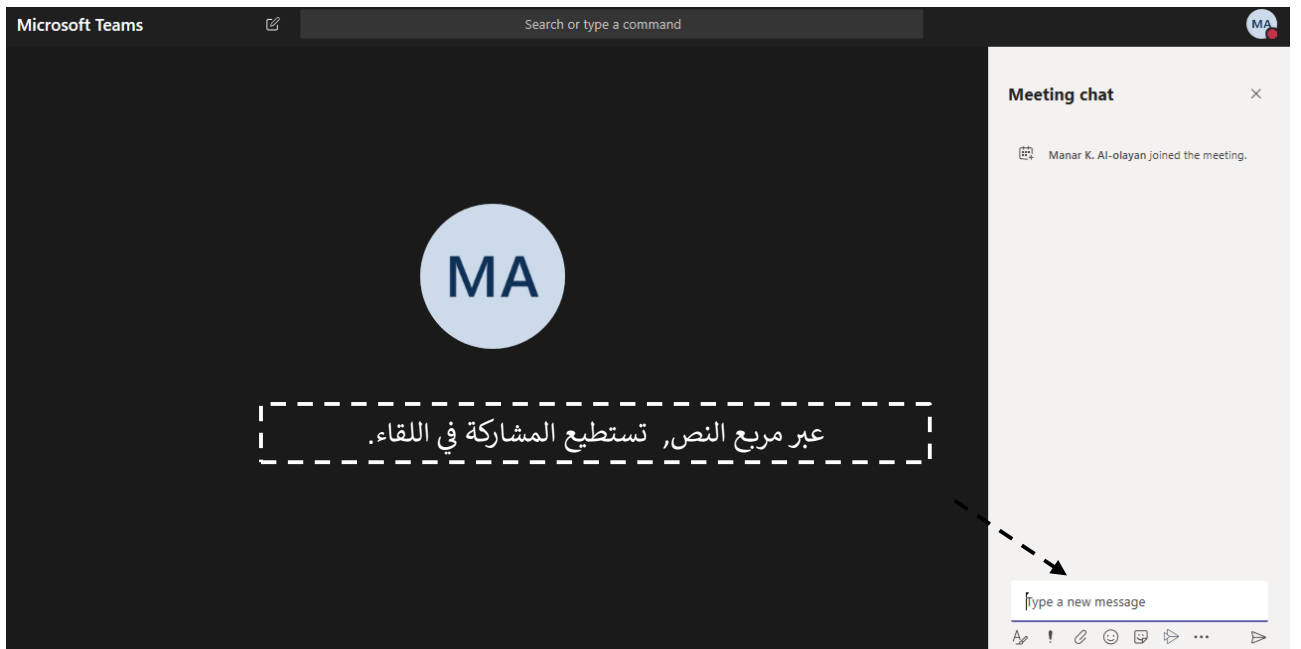 Microsoft Teams
Search or type a command
MA
Meeting chat
Manar K. Al-olayan joined the meeting.
MA
عبر مربع النص, تستطيع المشاركة في اللقاء.
Type a new message